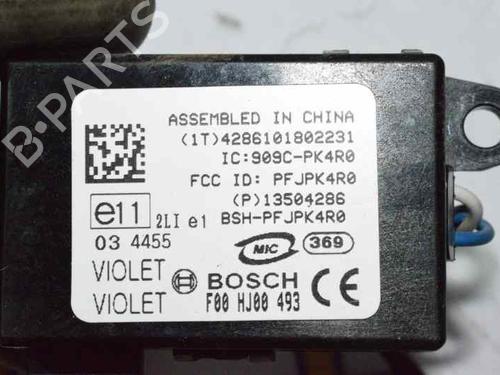 ASSEMBLED IN CHINA
(1T)4286101802231
IC:909C-PK4R0
FCC ID: PFJPK4R0
(P)13504286
e11 2LI e1 BSH-PFJPK4R0
03 4455 MIC 369
VIOLET
VIOLET BOSCH CE
F00 HJ00 493